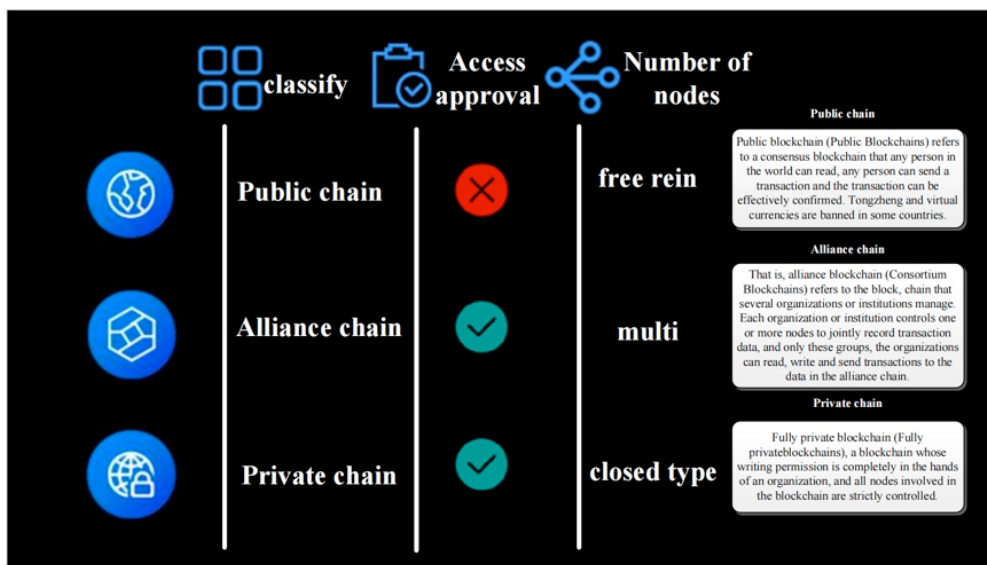 classify
Access
approval
Number of
nodes
Public chain
free rein
Alliance chain
multi
Private chain
closed type
Public chain
Public blockchain (Public Blockchains) refers
to a consensus blockchain that any person in
the world can read, any person can send a
transaction and the transaction can be
effectively confirmed. Tongzheng and virtual
currencies are banned in some countries.
Alliance chain
That is, alliance blockchain (Consortium
Blockchains) refers to the block, chain that
several organizations or institutions manage.
Each organization or institution controls one
or more nodes to jointly record transaction
data, and only these groups, the organizations
can read, write and send transactions to the
data in the alliance chain.
Private chain
Fully private blockchain (Fully
privateblockchains), a blockchain whose
writing permission is completely in the hands
of an organization, and all nodes involved in
the blockchain are strictly controlled.